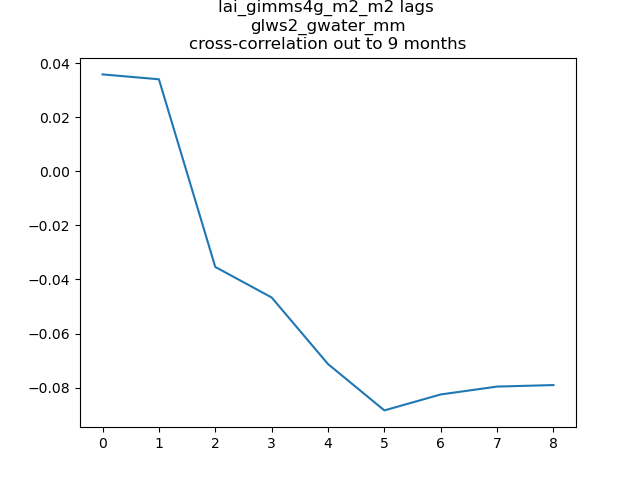 lai_gimms4g_m2_m2 lags
glws2_gwater_mm
cross-correlation out to 9 months
0.04
0.02
0.00
−0.02
−0.04
−0.06
−0.08
0 1 2 3 4 5 6 7 8